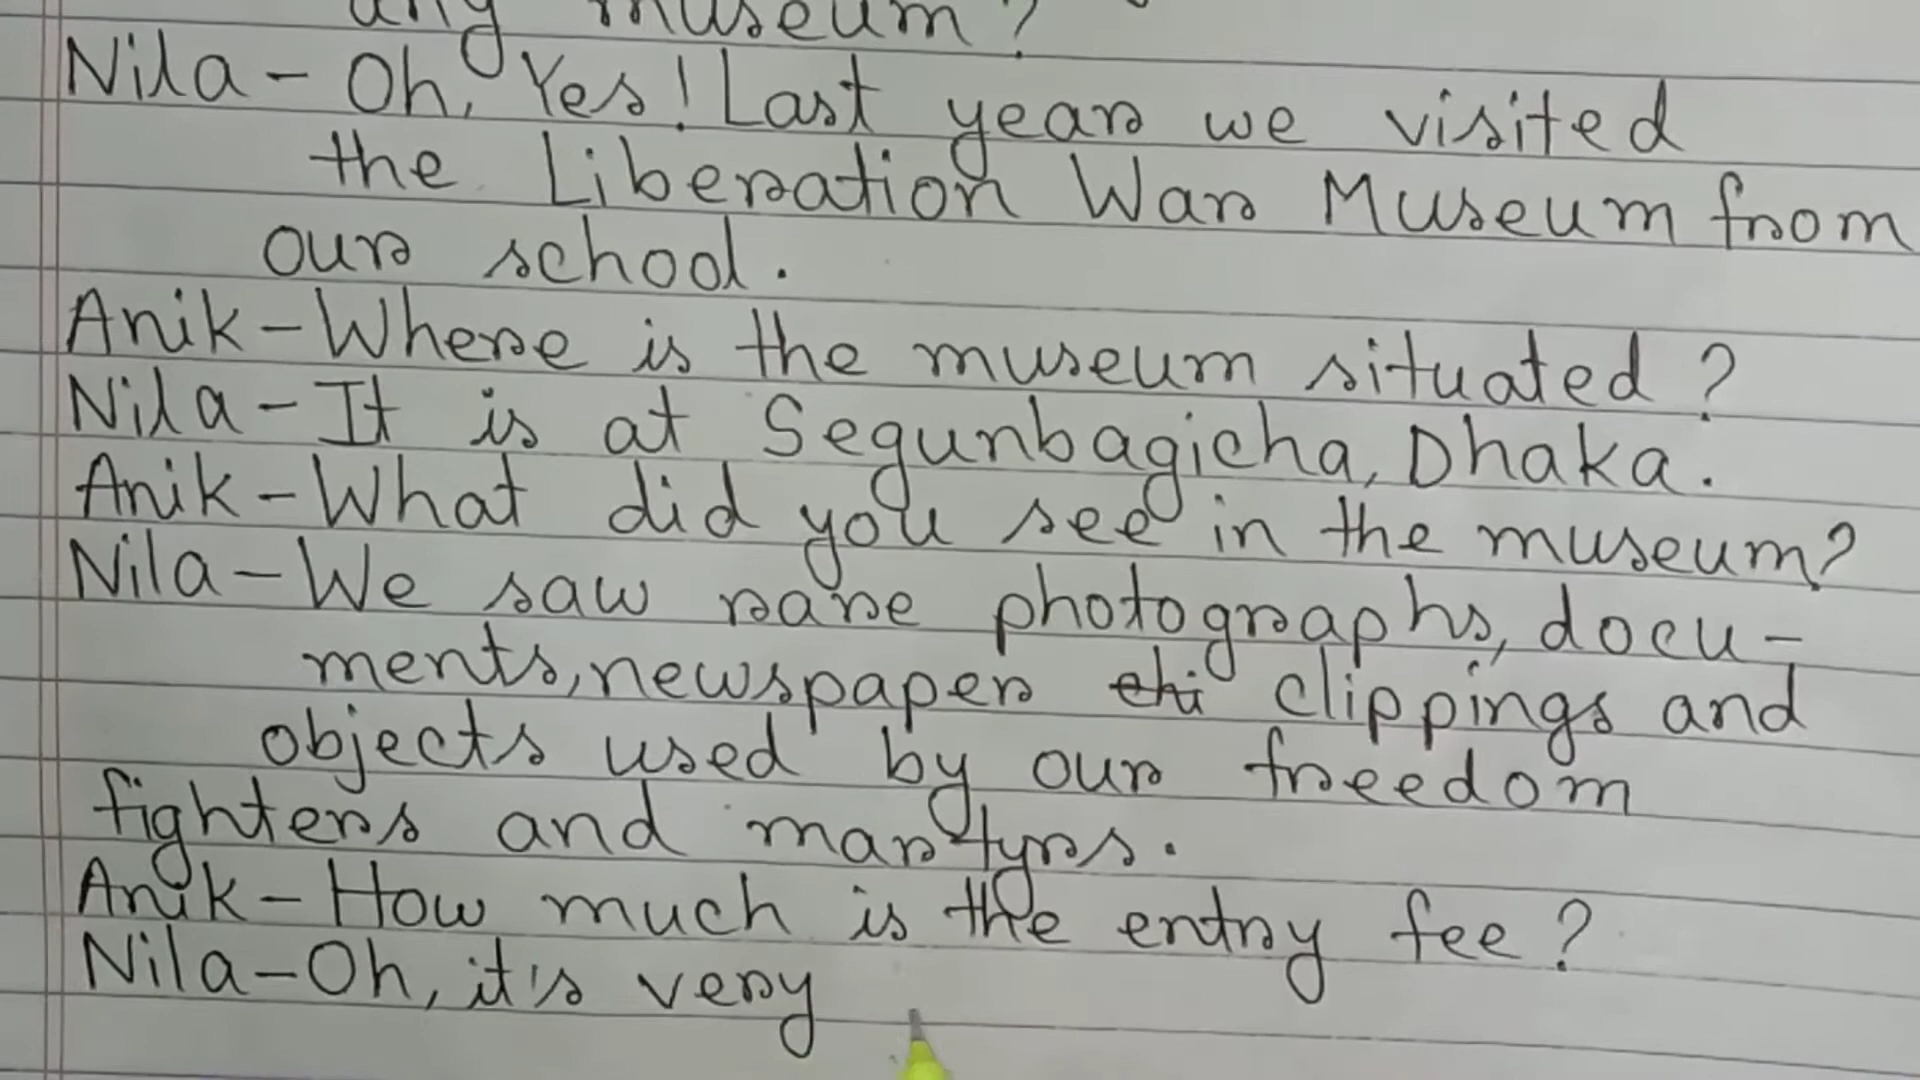 any museum?
Nila - Oh, Yes! Last year we visited
the Liberation War Museum from
our school.
Anik - Where is the museum situated?
Nila - It is at Segunbagicha, Dhaka.
Anik - What did you see in the museum?
Nila - We saw rare photographs, docu-
ments, newspaper clippings and
objects used by our freedom
fighters and martyrs.
Anik - How much is the entry fee?
Nila - Oh, it's very